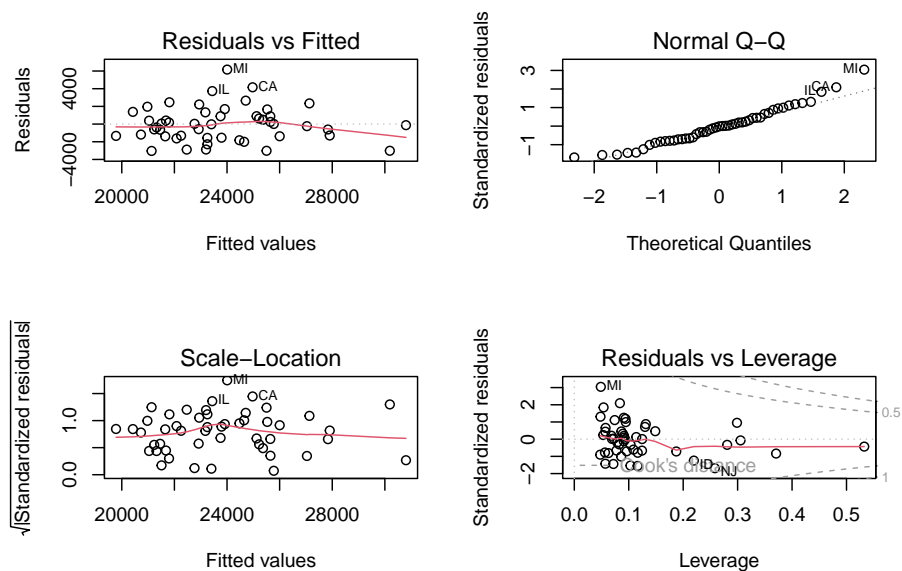 Residuals vs Fitted
Residuals
4000
−4000
MI
IL
CA
20000 24000 28000
Fitted values
Normal Q−Q
Standardized residuals
3
1
−1
MI
CA
IL
−2 −1 0 1 2
Theoretical Quantiles
Scale−Location
√|Standardized residuals|
1.0
0.0
MI
IL
CA
20000 24000 28000
Fitted values
Residuals vs Leverage
Standardized residuals
2
0
−2
MI
ID
NJ
Cook's distance
0.5
1
0.0 0.1 0.2 0.3 0.4 0.5
Leverage